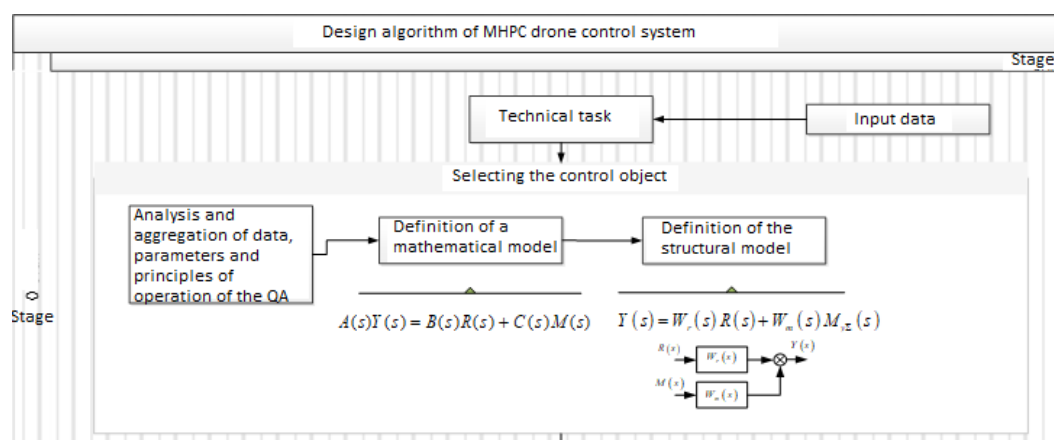 Design algorithm of MHPC drone control system
Stage
Technical task
Input data
Selecting the control object
Analysis and
aggregation of data,
parameters and
principles of
operation of the QA
Definition of a
mathematical model
Definition of the
structural model
A(s)Y(s) = B(s)R(s) + C(s)M(s)
Y(s) = W_r(s)R(s) + W_m(s)M_{sΣ}(s)
R(s)
W_r(s)
Y(s)
M(s)
W_m(s)
Stage